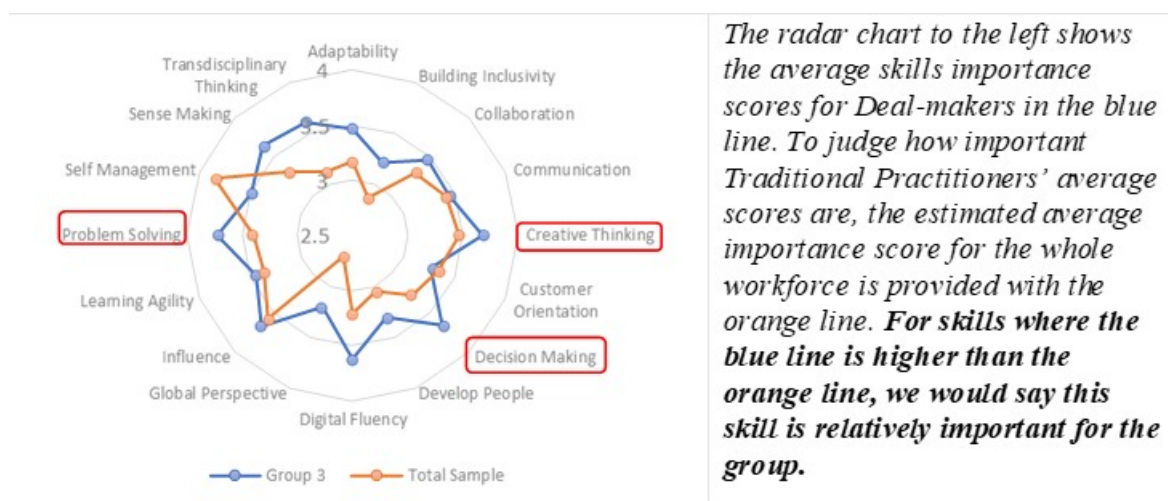 Adaptability
Transdisciplinary
Thinking
4
Building Inclusivity
Sense Making
Collaboration
3.5
Self Management
Communication
3
Problem Solving
2.5
Creative Thinking
Learning Agility
Customer
Orientation
Influence
Decision Making
Global Perspective
Develop People
Digital Fluency
Group 3
Total Sample
The radar chart to the left shows
the average skills importance
scores for Deal-makers in the blue
line. To judge how important
Traditional Practitioners' average
scores are, the estimated average
importance score for the whole
workforce is provided with the
orange line. For skills where the
blue line is higher than the
orange line, we would say this
skill is relatively important for the
group.